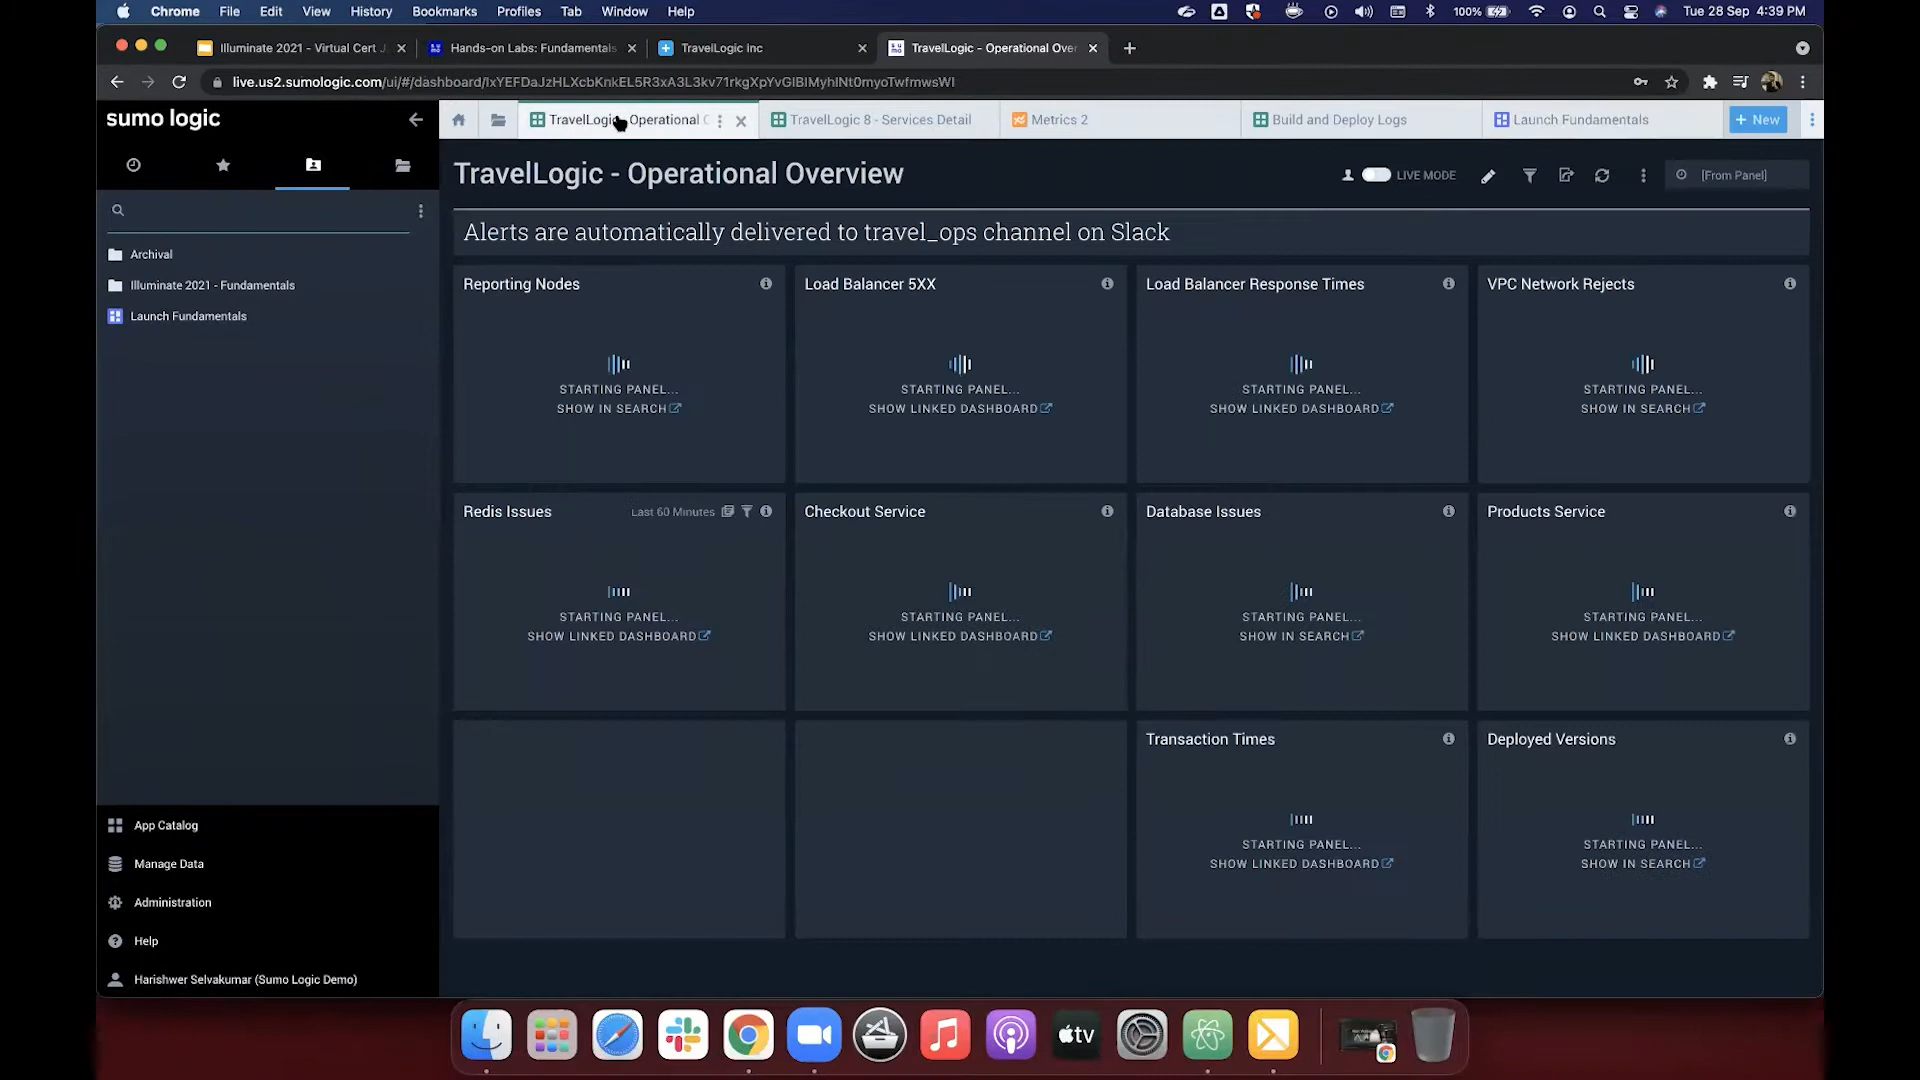 Chrome File Edit View History Bookmarks Profiles Tab Window Help 100% Tue 28 Sep 4:39 PM
Illuminate 2021 - Virtual Cert J Hands-on Labs: Fundamentals TravelLogic Inc TravelLogic - Operational Over
sumo logic
TravelLogic - Operational O TravelLogic 8 - Services Detail Metrics 2 Build and Deploy Logs Launch Fundamentals + New
TravelLogic - Operational Overview
LIVE MODE [From Panel]
Alerts are automatically delivered to travel_ops channel on Slack
Archival
Illuminate 2021 - Fundamentals
Launch Fundamentals
Reporting Nodes Load Balancer 5XX Load Balancer Response Times VPC Network Rejects
STARTING PANEL... STARTING PANEL... STARTING PANEL... STARTING PANEL...
SHOW IN SEARCH SHOW LINKED DASHBOARD SHOW LINKED DASHBOARD SHOW IN SEARCH
Redis Issues Last 60 Minutes Checkout Service Database Issues Products Service
STARTING PANEL... STARTING PANEL... STARTING PANEL... STARTING PANEL...
SHOW LINKED DASHBOARD SHOW LINKED DASHBOARD SHOW IN SEARCH SHOW LINKED DASHBOARD
Transaction Times Deployed Versions
STARTING PANEL... STARTING PANEL...
SHOW LINKED DASHBOARD SHOW IN SEARCH
App Catalog
Manage Data
Administration
Help
Harishwer Selvakumar (Sumo Logic Demo)
tv